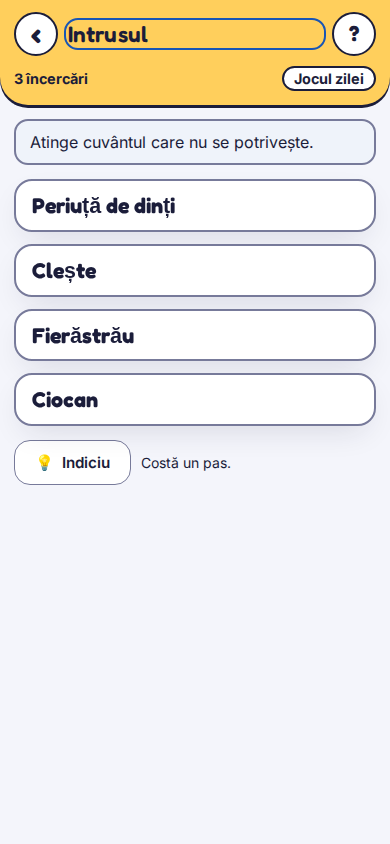 Intrusul
?
3 încercări
Jocul zilei
Atinge cuvântul care nu se potrivește.
Periuță de dinți
Clește
Fierăstrău
Ciocan
Indiciu
Costă un pas.